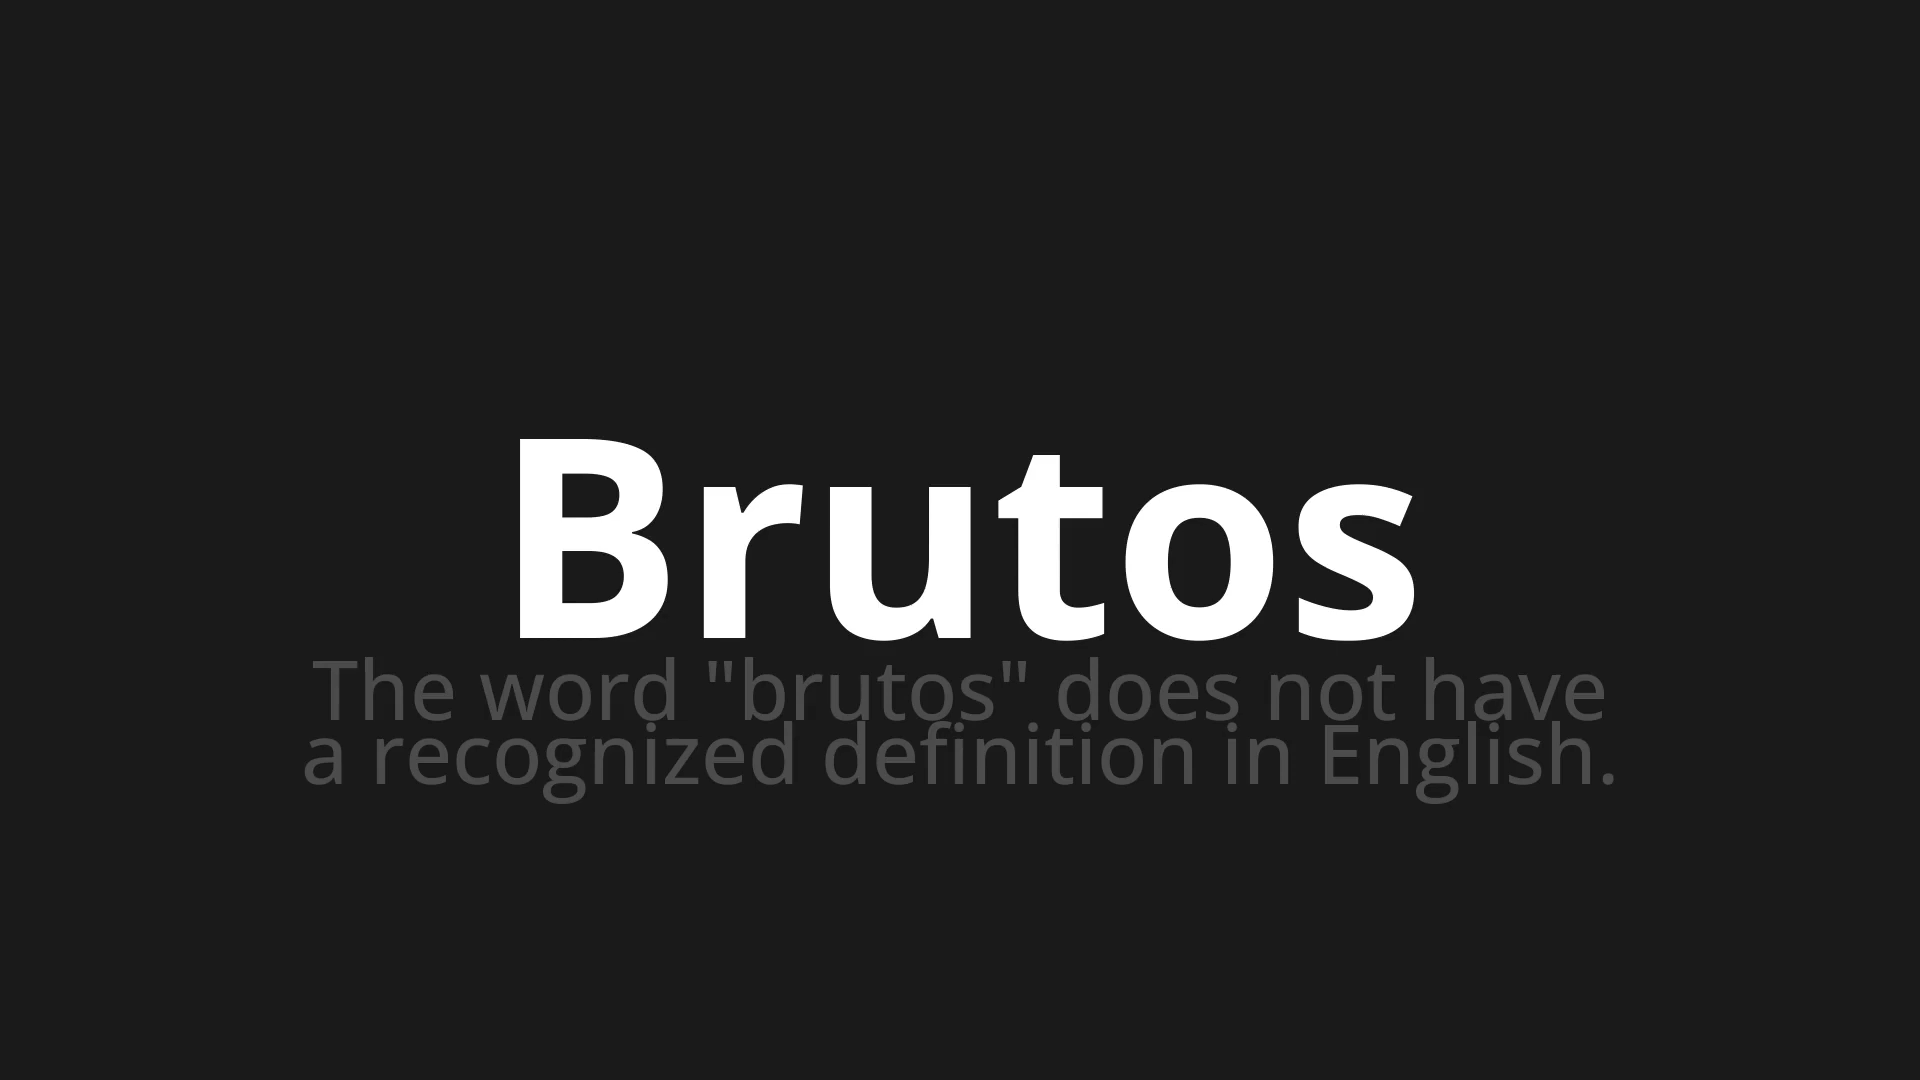 Brutos
The word "brutos" does not have
a recognized definition in English.